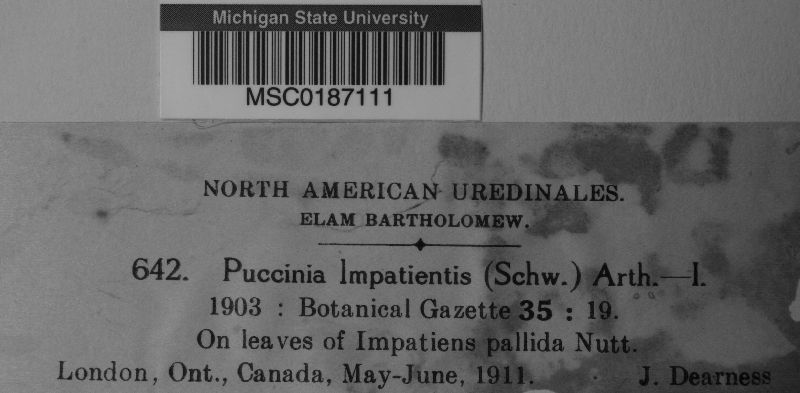 Michigan State University
MSC0187111
NORTH AMERICAN UREDINALES.
ELAM BARTHOLOMEW.
642. Puccinia Impatientis (Schw.) Arth.—I.
1903 : Botanical Gazette 35 : 19.
On leaves of Impatiens pallida Nutt.
London, Ont., Canada, May-June, 1911. J. Dearness